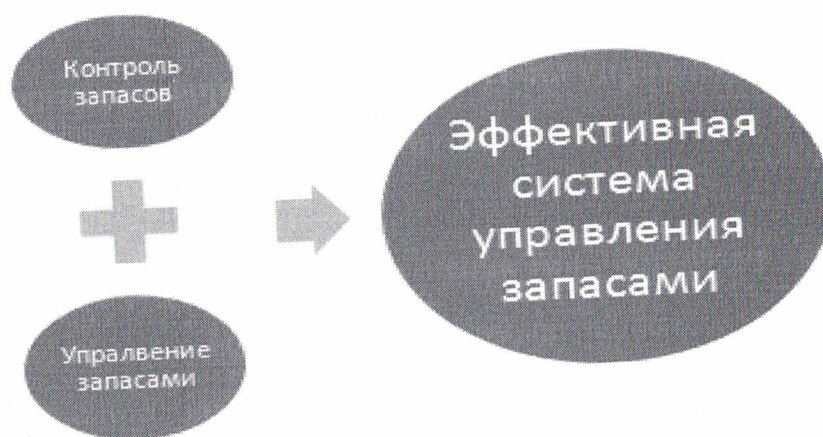 Контроль
запасов
Упралвение
запасами
Эффективная
система
управления
запасами